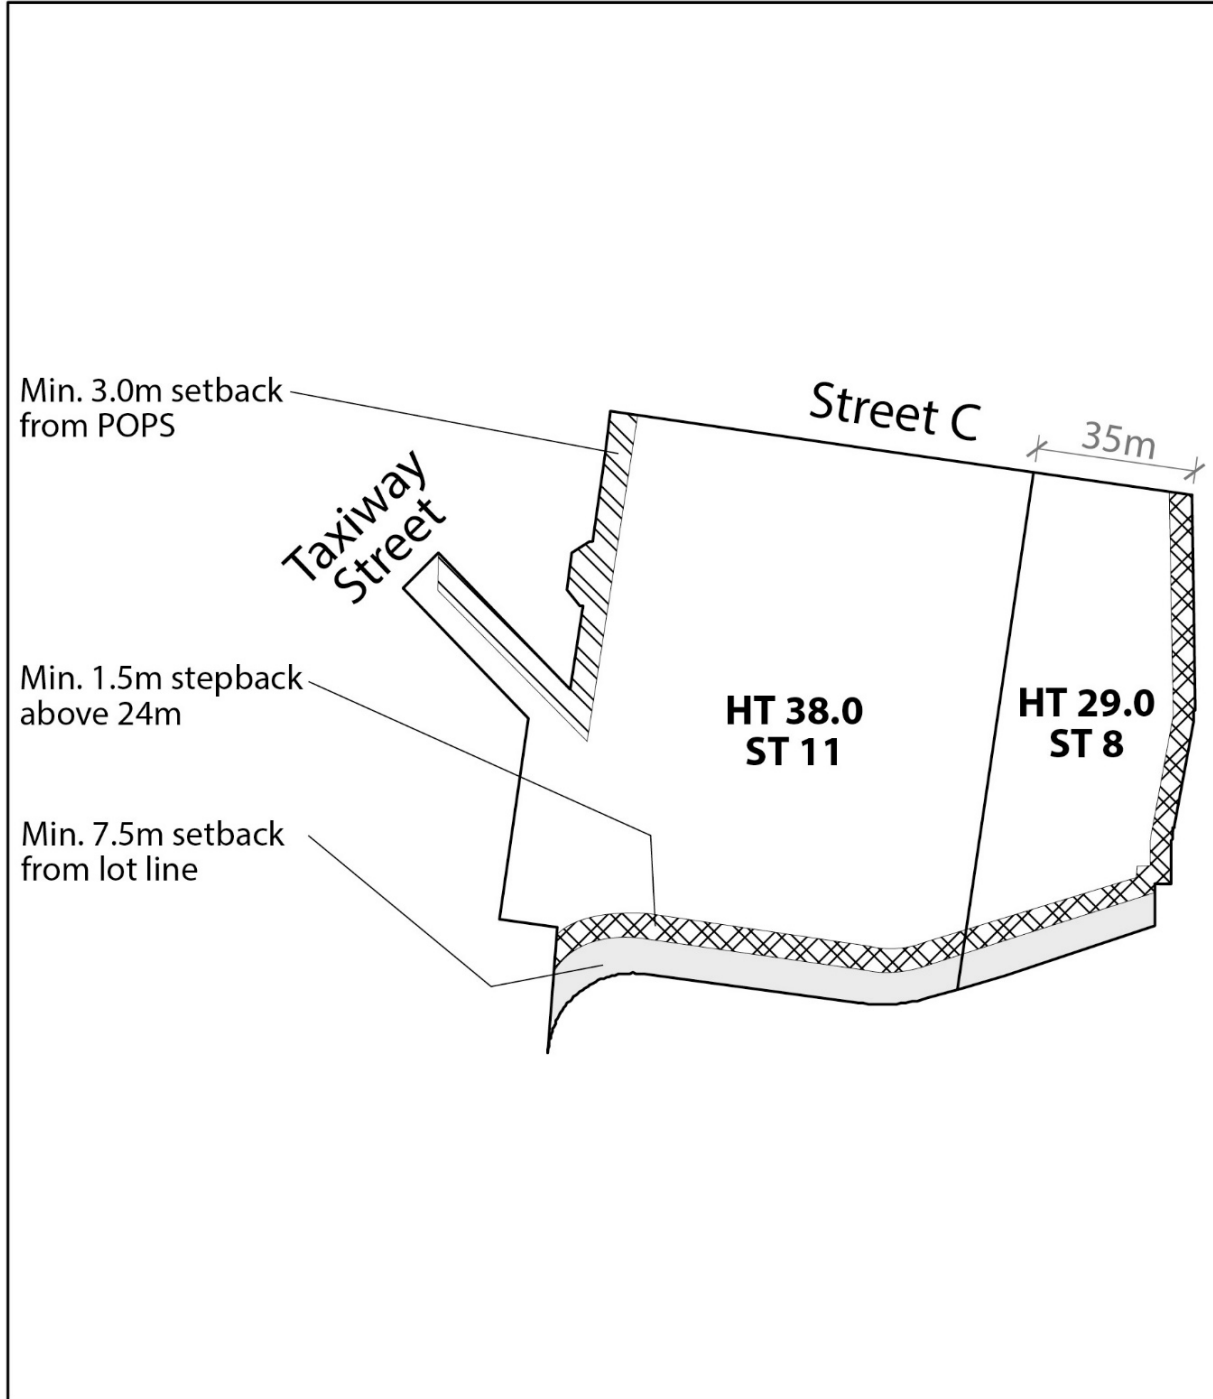 Min. 3.0m setback
from POPS
Street C
35m
Taxiway
Street
Min. 1.5m stepback
above 24m
HT 38.0
ST 11
HT 29.0
ST 8
Min. 7.5m setback
from lot line